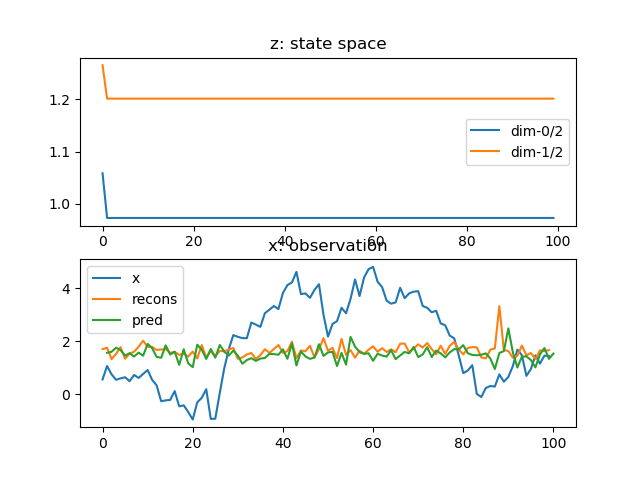 z: state space
1.2
1.1
1.0
dim-0/2
dim-1/2
0 20 40 60 80 100
x: observation
4
2
0
x
recons
pred
0 20 40 60 80 100